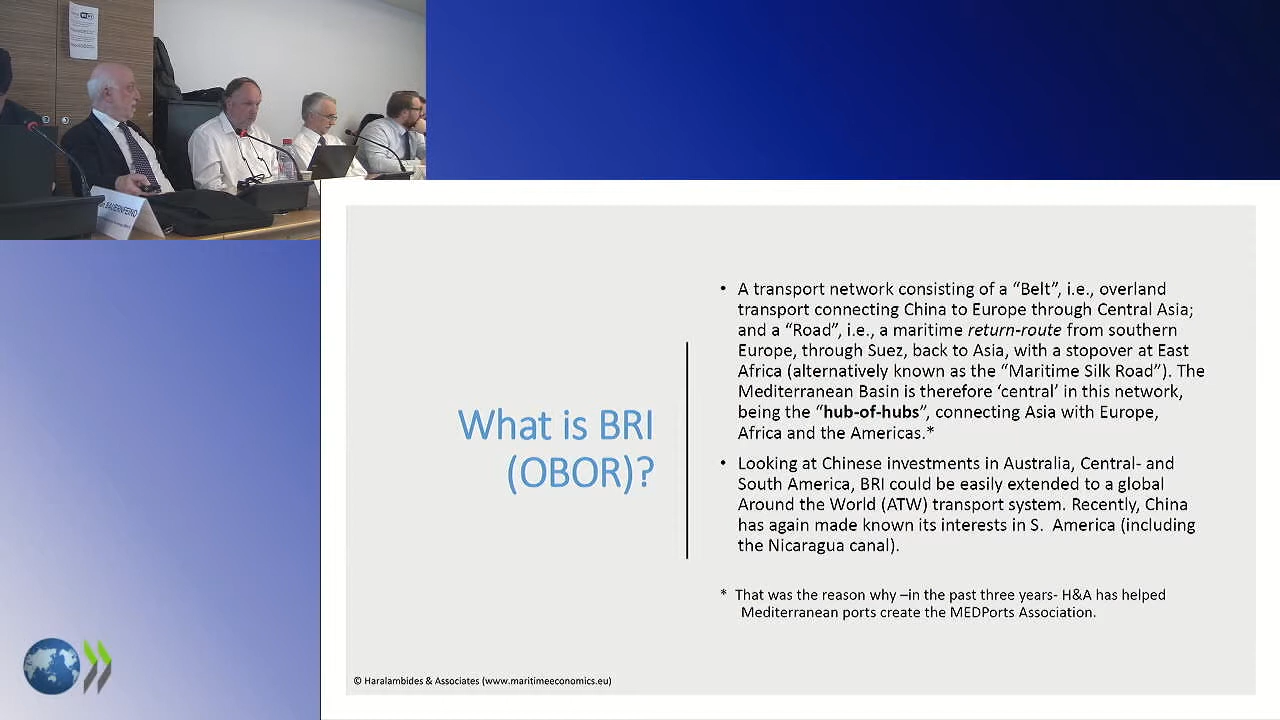 WiFi
BAUERNFEIND
What is BRI
(OBOR)?
• A transport network consisting of a “Belt”, i.e., overland
transport connecting China to Europe through Central Asia;
and a “Road”, i.e., a maritime return-route from southern
Europe, through Suez, back to Asia, with a stopover at East
Africa (alternatively known as the “Maritime Silk Road”). The
Mediterranean Basin is therefore ‘central’ in this network,
being the “hub-of-hubs”, connecting Asia with Europe,
Africa and the Americas.*
• Looking at Chinese investments in Australia, Central- and
South America, BRI could be easily extended to a global
Around the World (ATW) transport system. Recently, China
has again made known its interests in S. America (including
the Nicaragua canal).
* That was the reason why –in the past three years- H&A has helped
Mediterranean ports create the MEDPorts Association.
© Haralambides & Associates (www.maritimeeconomics.eu)